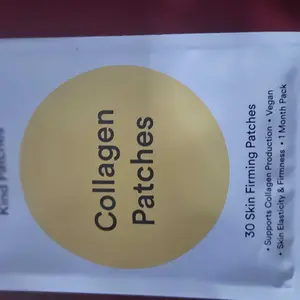 Kind Patches
Collagen
Patches
30 Skin Firming Patches
• Supports Collagen Production • Vegan
• Skin Elasticity & Firmness • 1 Month Pack